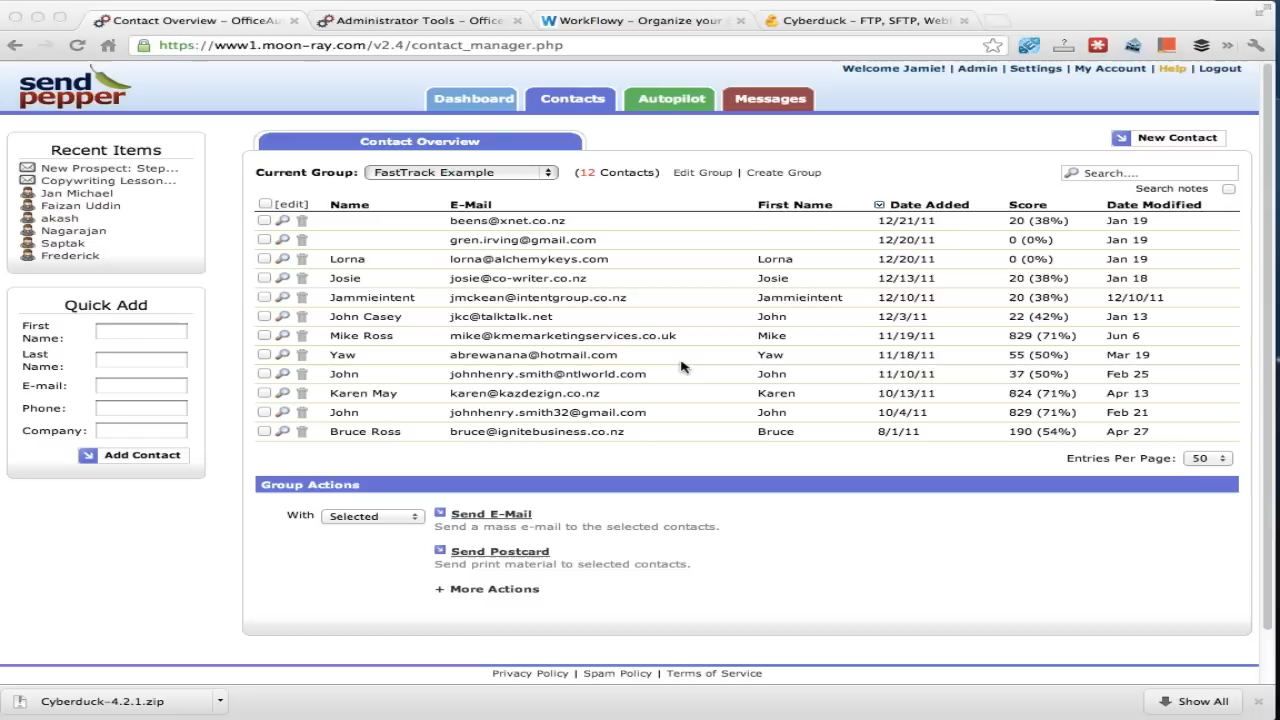 Contact Overview – OfficeAu
Administrator Tools – Office
WorkFlowy – Organize your
Cyberduck – FTP, SFTP, Web
https://www1.moon-ray.com/v2.4/contact_manager.php
send pepper
Welcome Jamie! | Admin | Settings | My Account | Help | Logout
Dashboard Contacts Autopilot Messages
Recent Items
New Prospect: Step...
Copywriting Lesson...
Jan Michael
Faizan Uddin
akash
Nagarajan
Saptak
Frederick
Quick Add
First Name:
Last Name:
E-mail:
Phone:
Company:
Add Contact
Contact Overview
New Contact
Current Group: FastTrack Example (12 Contacts) Edit Group | Create Group
Search....
Search notes
[edit] Name E-Mail First Name Date Added Score Date Modified
beens@xnet.co.nz 12/21/11 20 (38%) Jan 19
gren.irving@gmail.com 12/20/11 0 (0%) Jan 19
Lorna lorna@alchemykeys.com Lorna 12/20/11 0 (0%) Jan 19
Josie josie@co-writer.co.nz Josie 12/13/11 20 (38%) Jan 18
Jammieintent jmckean@intentgroup.co.nz Jammieintent 12/10/11 20 (38%) 12/10/11
John Casey jkc@talktalk.net John 12/3/11 22 (42%) Jan 13
Mike Ross mike@kmemarketingservices.co.uk Mike 11/19/11 829 (71%) Jun 6
Yaw abrewanana@hotmail.com Yaw 11/18/11 55 (50%) Mar 19
John johnhenry.smith@ntlworld.com John 11/10/11 37 (50%) Feb 25
Karen May karen@kazdezign.co.nz Karen 10/13/11 824 (71%) Apr 13
John johnhenry.smith32@gmail.com John 10/4/11 829 (71%) Feb 21
Bruce Ross bruce@ignitebusiness.co.nz Bruce 8/1/11 190 (54%) Apr 27
Entries Per Page: 50
Group Actions
With Selected
Send E-Mail
Send a mass e-mail to the selected contacts.
Send Postcard
Send print material to selected contacts.
+ More Actions
Privacy Policy | Spam Policy | Terms of Service
Cyberduck-4.2.1.zip
Show All